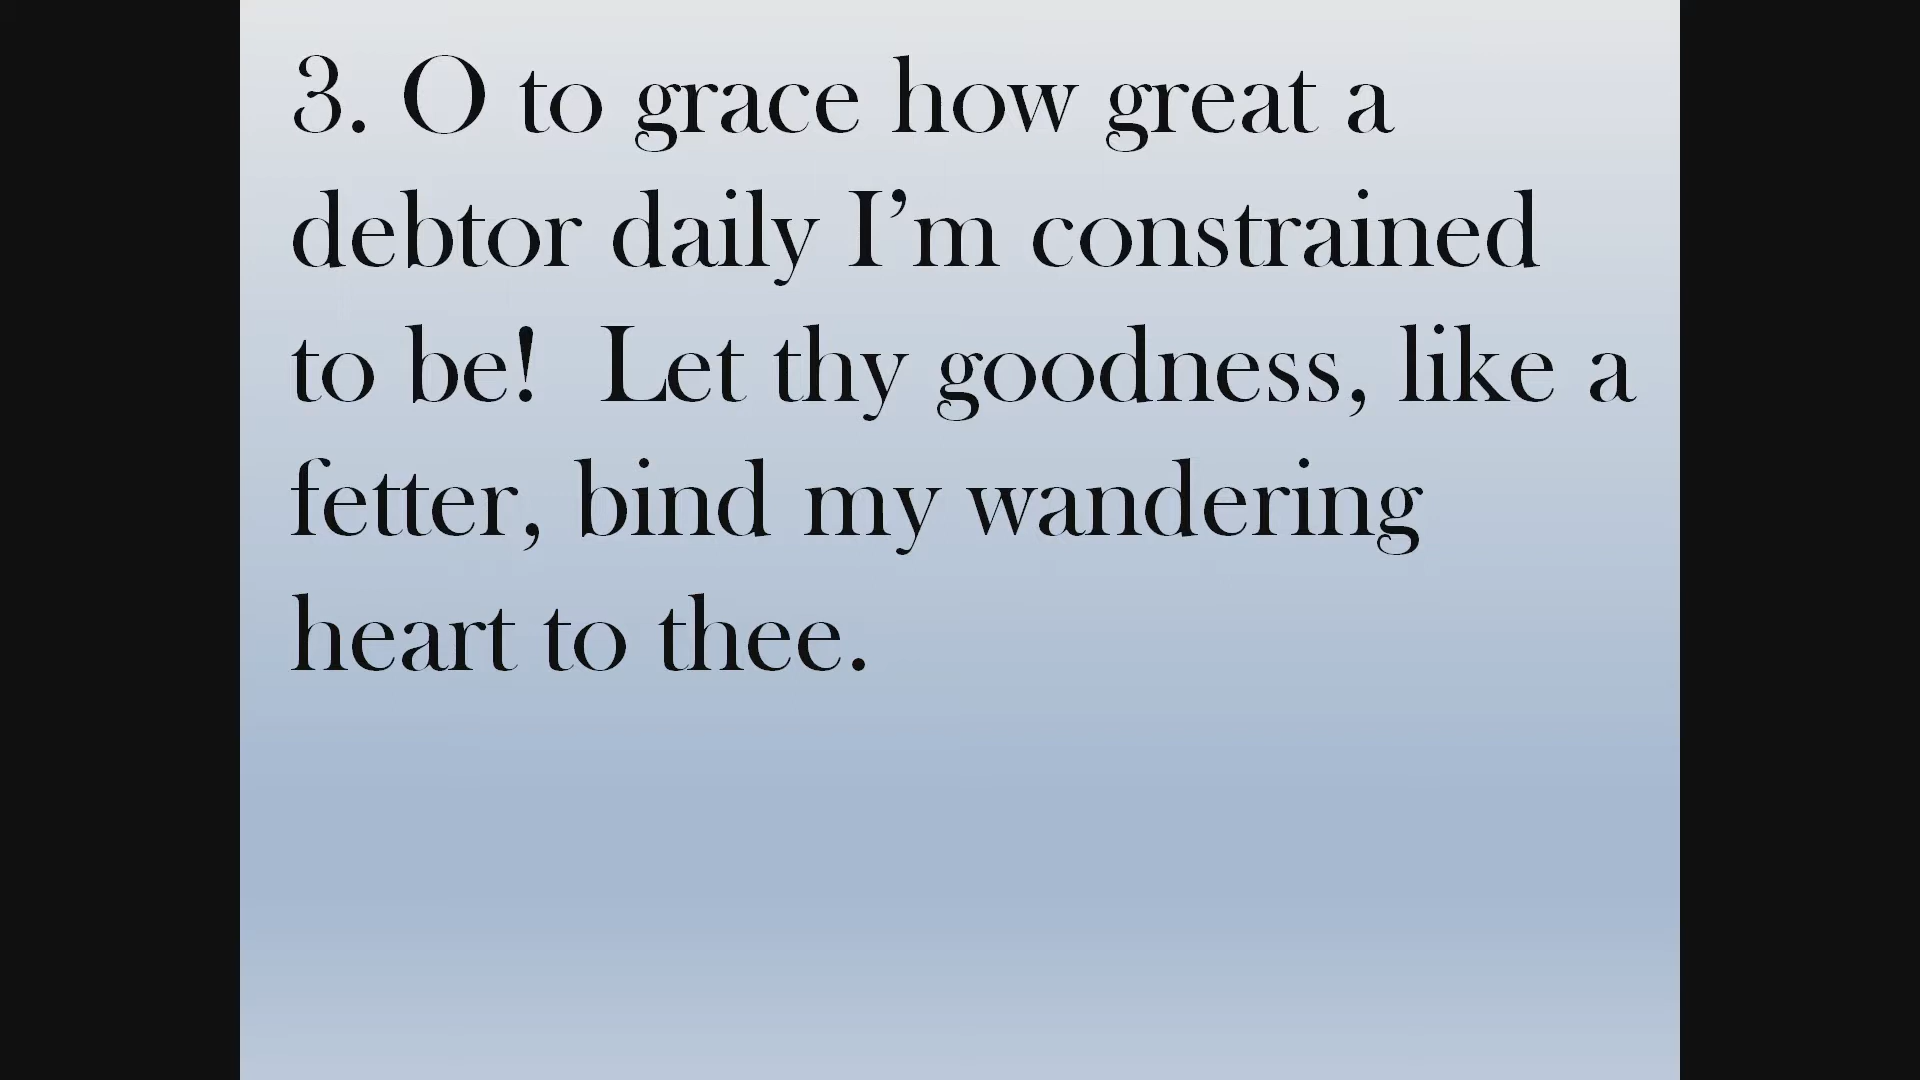 3. O to grace how great a
debtor daily I’m constrained
to be!  Let thy goodness, like a
fetter, bind my wandering
heart to thee.